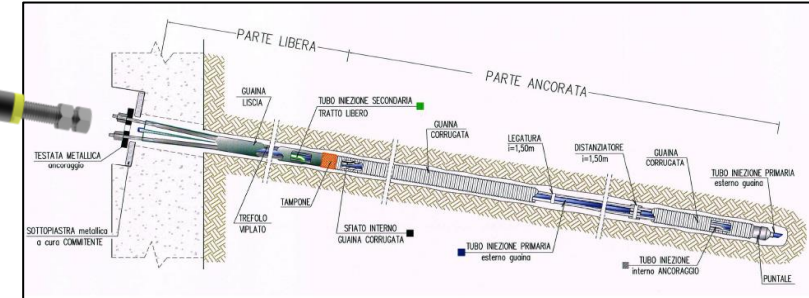 PARTE LIBERA
PARTE ANCORATA
GUAINA
LISCIA
TUBO INIEZIONE SECONDARIA
TRATTO LIBERO
GUAINA
CORRUGATA
LEGATURA
i=1,50m
DISTANZIATORE
i=1,50m
GUAINA
CORRUGATA
TUBO INIEZIONE PRIMARIA
esterno guaina
TESTATA METALLICA
ancoraggio
TREFOLO
VIPLATO
TAMPONE
SFIATO INTERNO
GUAINA CORRUGATA
SOTTOPIASTRA metallica
a cura COMMITENTE
TUBO INIEZIONE PRIMARIA
esterno guaina
TUBO INIEZIONE
interno ANCORAGGIO
PUNTALE